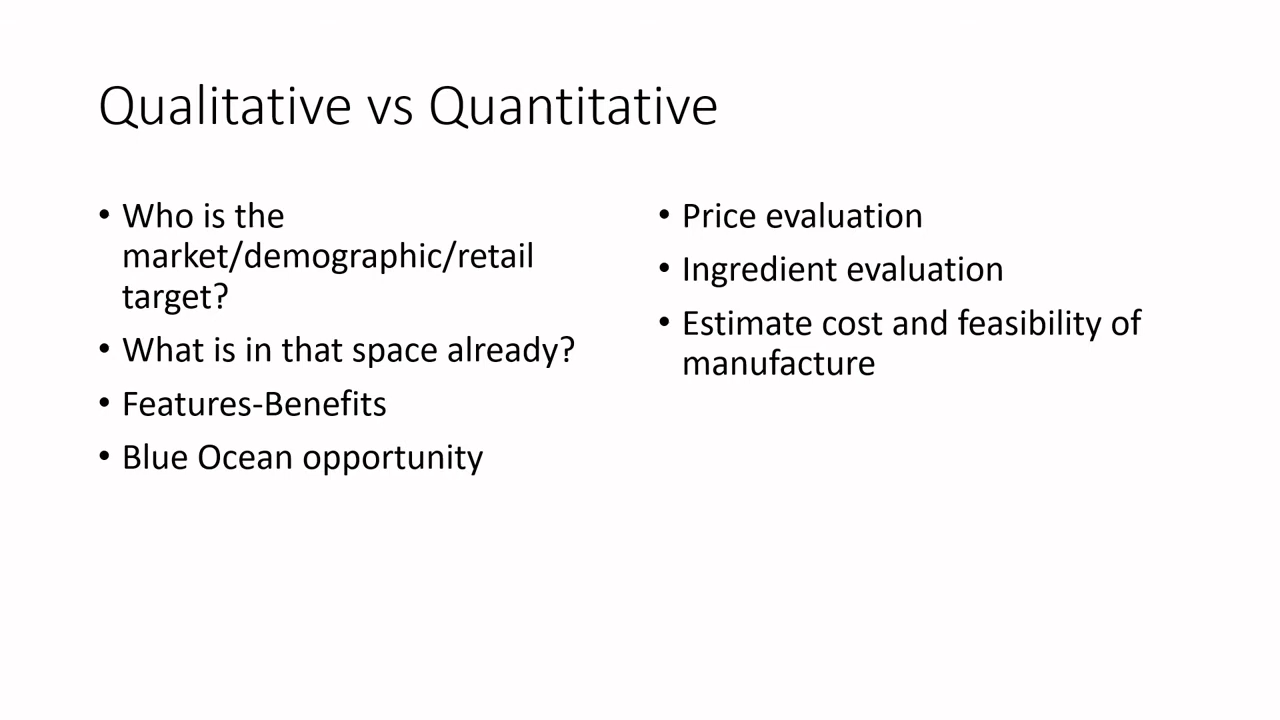 Qualitative vs Quantitative
• Who is the
market/demographic/retail
target?
• What is in that space already?
• Features-Benefits
• Blue Ocean opportunity
• Price evaluation
• Ingredient evaluation
• Estimate cost and feasibility of
manufacture